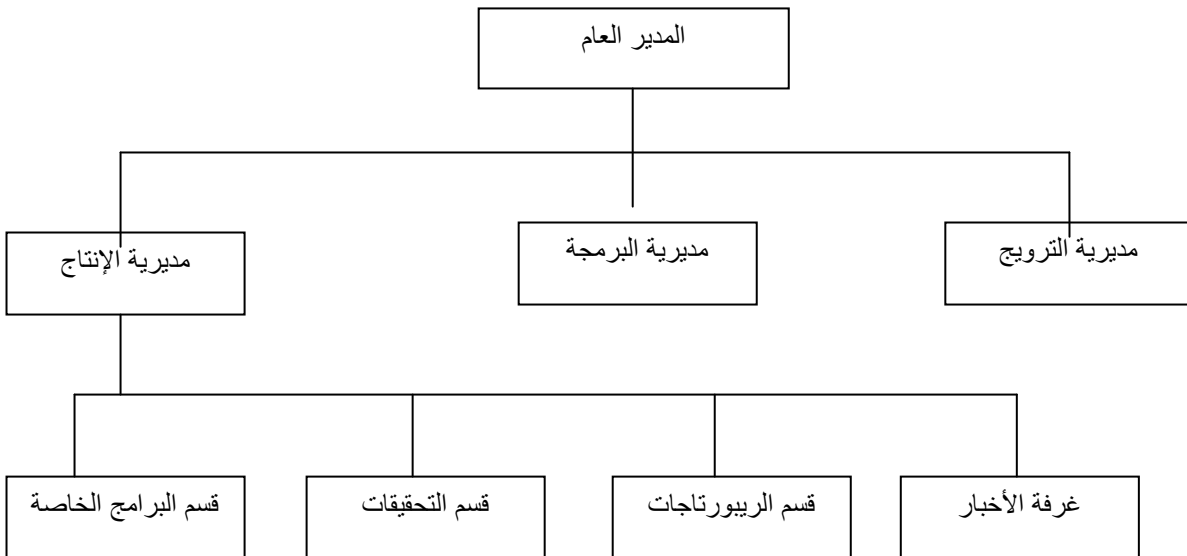 المدير العام
مديرية الترويج
مديرية البرمجة
مديرية الإنتاج
غرفة الأخبار
قسم الريبورتاجات
قسم التحقيقات
قسم البرامج الخاصة